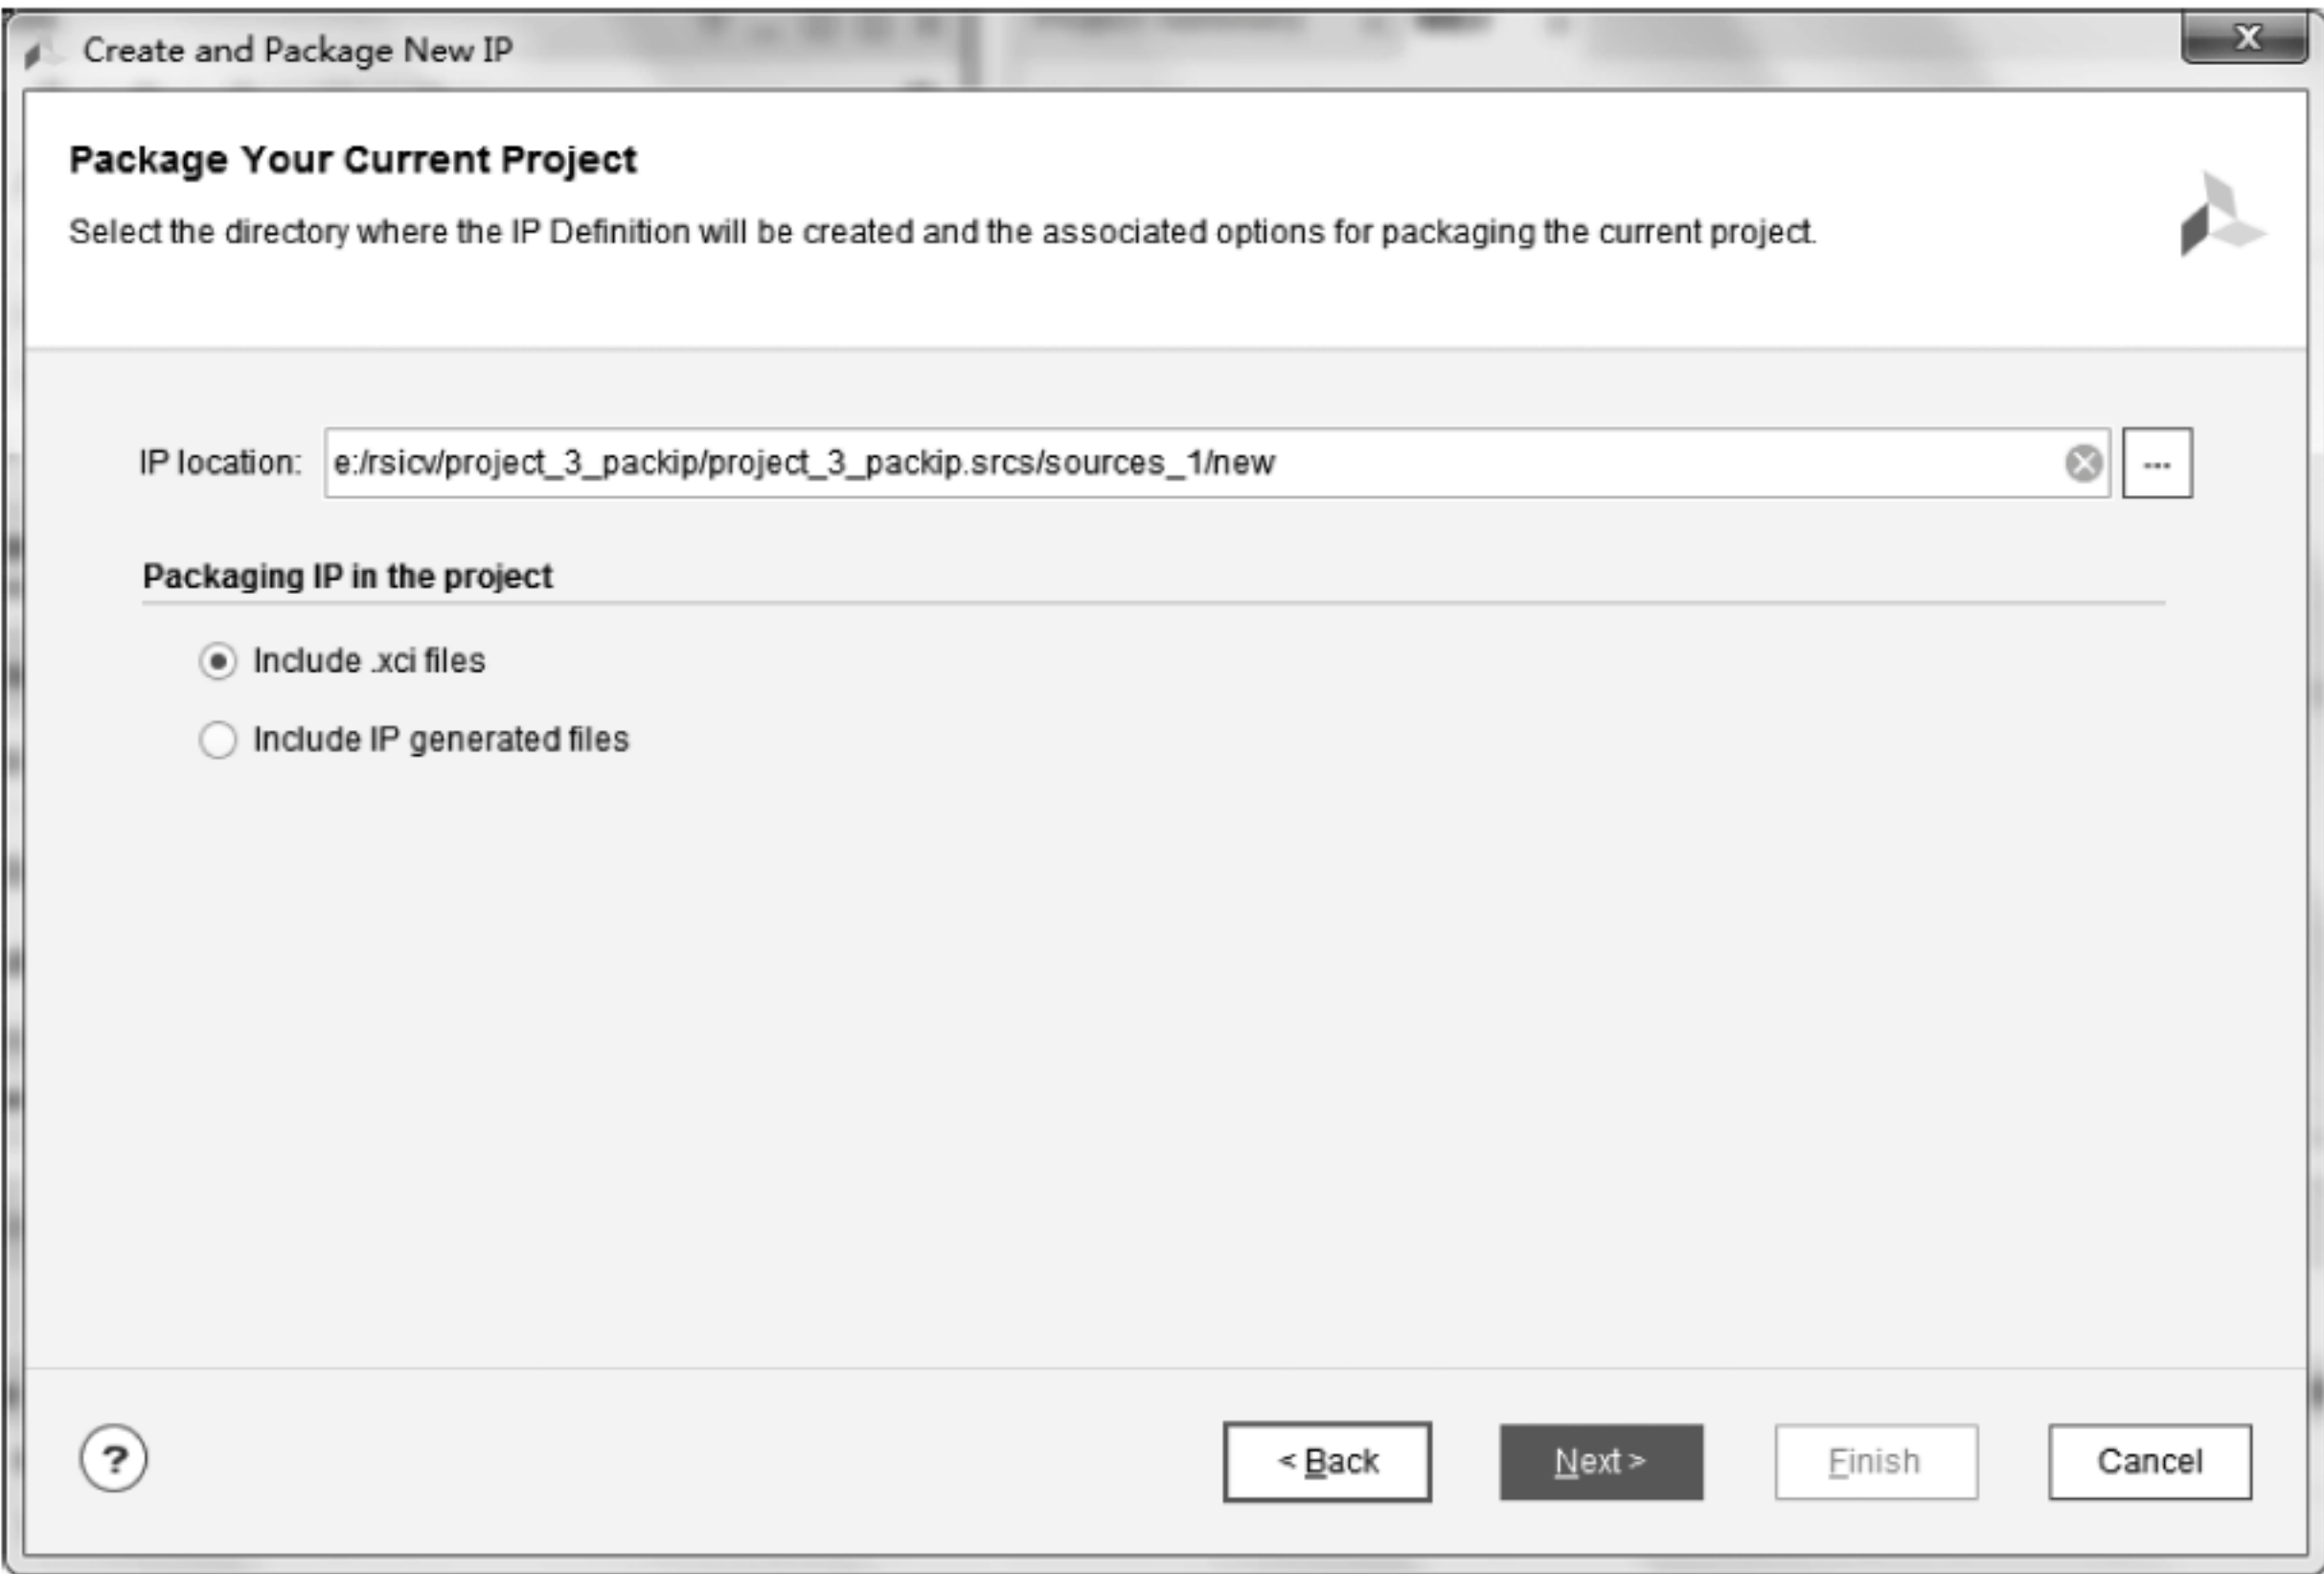 Create and Package New IP
Package Your Current Project
Select the directory where the IP Definition will be created and the associated options for packaging the current project.
IP location: e:/rsicv/project_3_packip/project_3_packip.srcs/sources_1/new
Packaging IP in the project
Include .xci files
Include IP generated files
? < Back Next > Finish Cancel